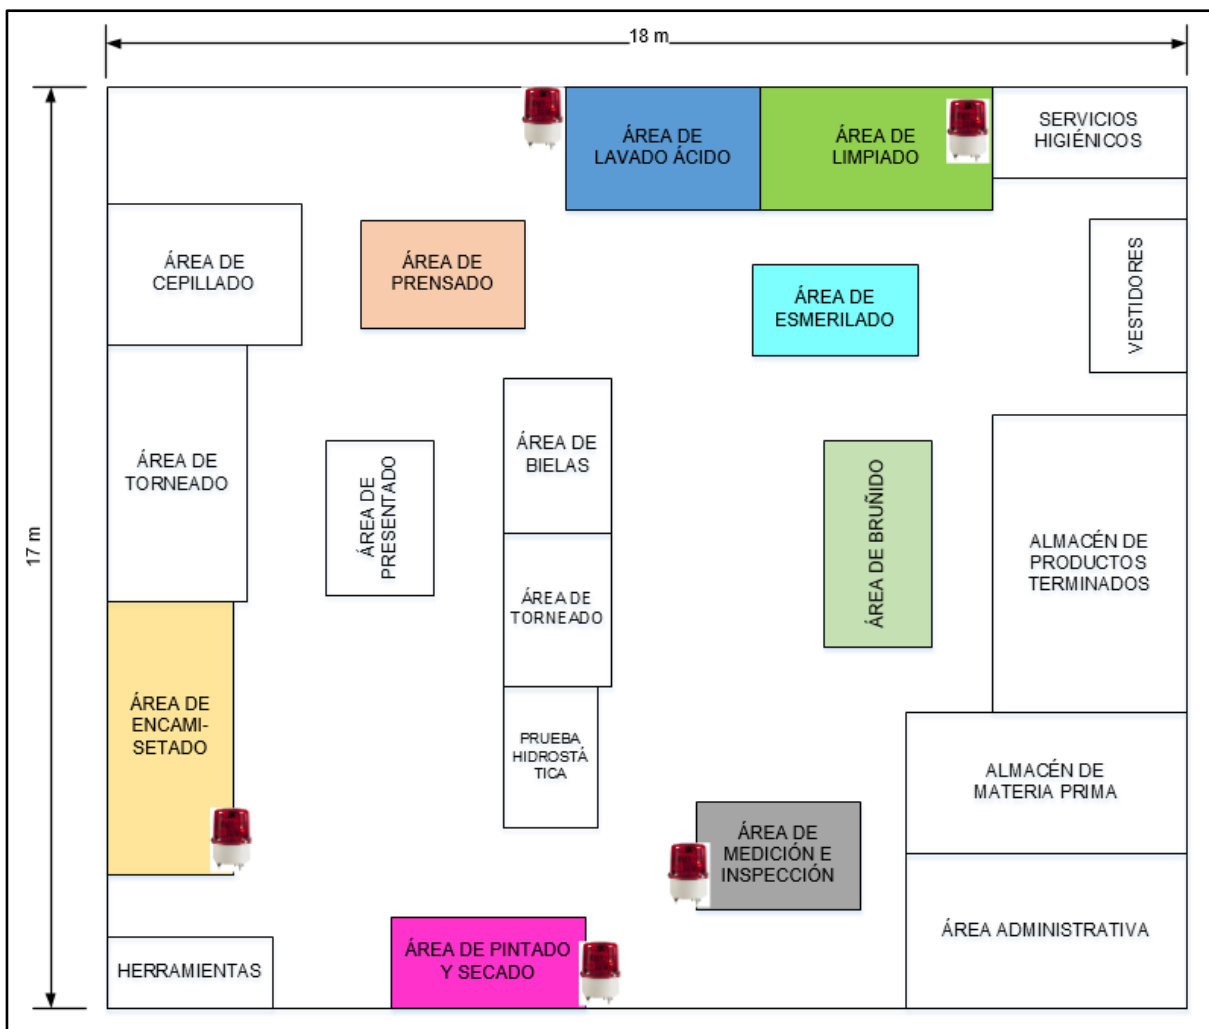 18 m
17 m
ÁREA DE
LAVADO ÁCIDO
ÁREA DE
LIMPIADO
SERVICIOS
HIGIÉNICOS
ÁREA DE
CEPILLADO
ÁREA DE
PRENSADO
ÁREA DE
ESMERILADO
VESTIDORES
ÁREA DE
TORNEADO
ÁREA DE
PRESENTADO
ÁREA DE
BIELAS
ÁREA DE BRUÑIDO
ALMACÉN DE
PRODUCTOS
TERMINADOS
ÁREA DE
TORNEADO
ÁREA DE
ENCAMI-
SETADO
PRUEBA
HIDROSTÁ
TICA
ALMACÉN DE
MATERIA PRIMA
ÁREA DE
MEDICIÓN E
INSPECCIÓN
ÁREA ADMINISTRATIVA
HERRAMIENTAS
ÁREA DE PINTADO
Y SECADO